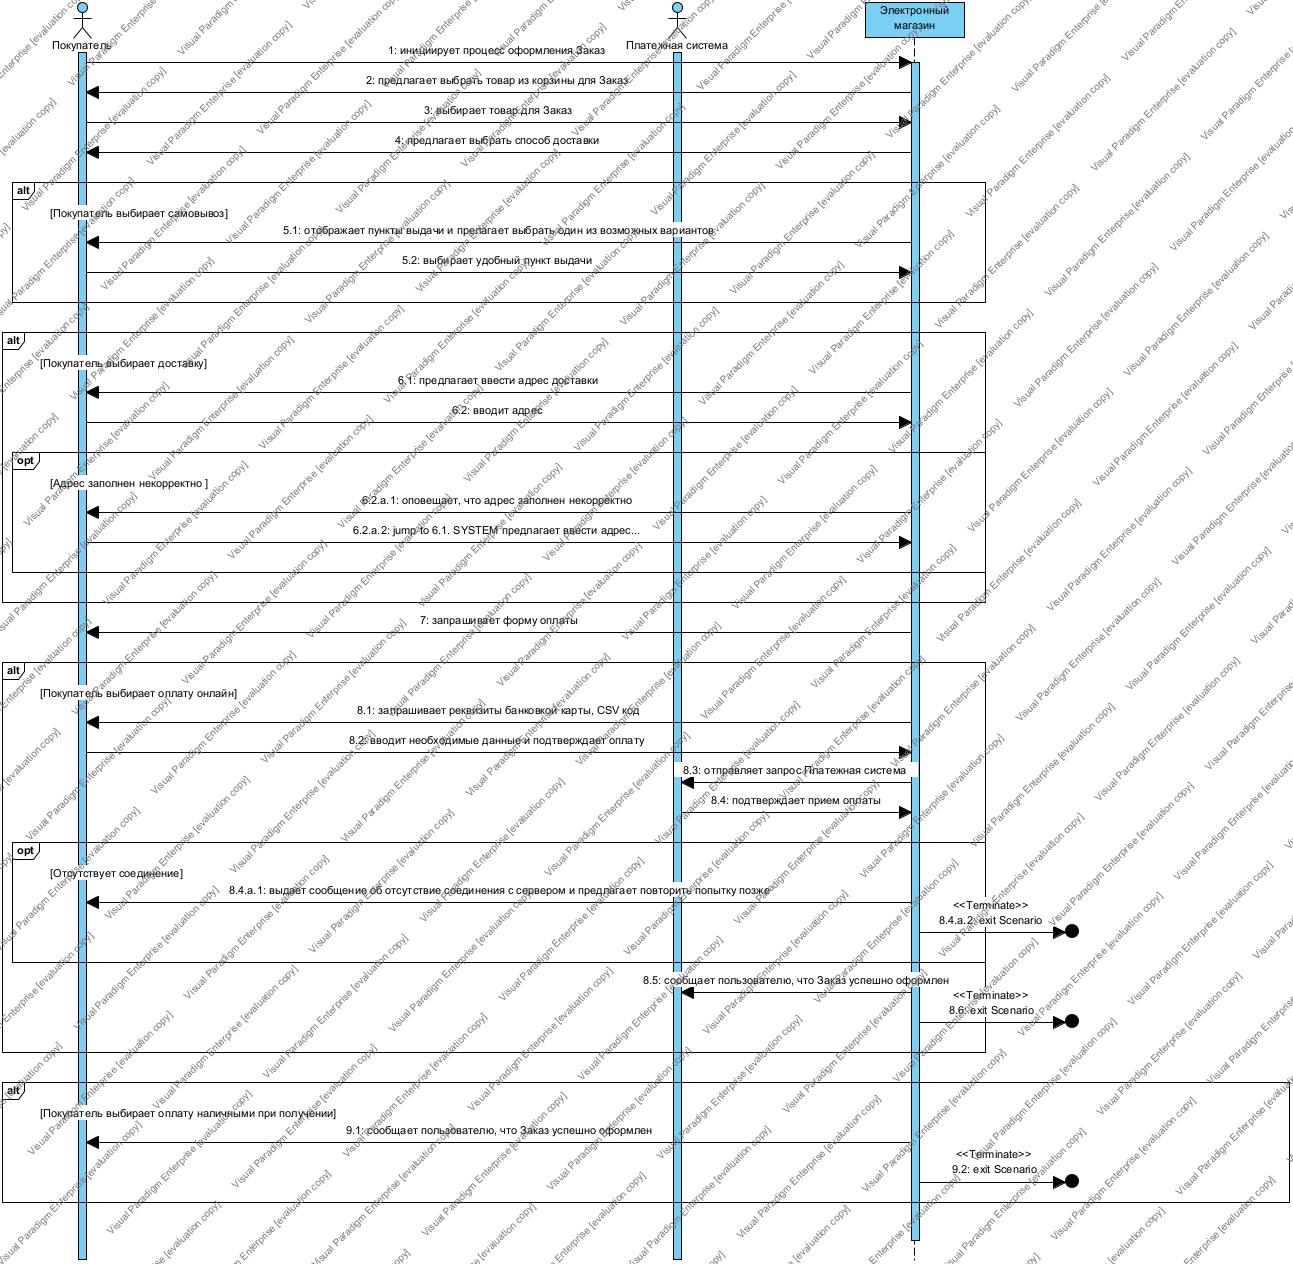 Электронный
магазин
Покупатель
Платежная система
1: инициирует процесс оформления Заказ
2: предлагает выбрать товар из корзины для Заказ
3: выбирает товар для Заказ
4: предлагает выбрать способ доставки
alt
[Покупатель выбирает самовывоз]
5.1: отображает пункты выдачи и прелагает выбрать один из возможных вариантов
5.2: выбирает удобный пункт выдачи
alt
[Покупатель выбирает доставку]
6.1: предлагает ввести адрес доставки
6.2: вводит адрес
opt
[Адрес заполнен некорректно ]
6.2.a.1: оповещает, что адрес заполнен некорректно
6.2.a.2: jump to 6.1. SYSTEM предлагает ввести адрес...
7: запрашивает форму оплаты
alt
[Покупатель выбирает оплату онлайн]
8.1: запрашивает реквизиты банковкой карты, CSV код
8.2: вводит необходимые данные и подтверждает оплату
8.3: отправляет запрос Платежная система
8.4: подтверждает прием оплаты
opt
[Отсутствует соединение]
8.4.a.1: выдает сообщение об отсутствие соединения с сервером и предлагает повторить попытку позже
<<Terminate>>
8.4.a.2: exit Scenario
8.5: сообщает пользователю, что Заказ успешно оформлен
<<Terminate>>
8.6: exit Scenario
alt
[Покупатель выбирает оплату наличными при получении]
9.1: сообщает пользователю, что Заказ успешно оформлен
<<Terminate>>
9.2: exit Scenario
Visual Paradigm Enterprise [evaluation copy]